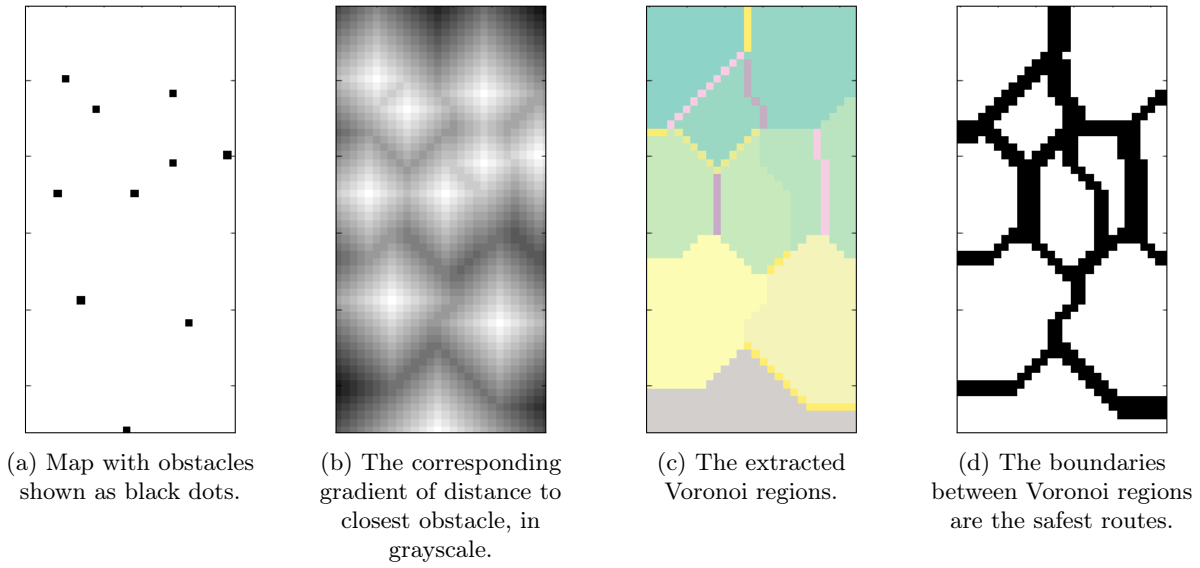 (a) Map with obstacles
shown as black dots.
(b) The corresponding
gradient of distance to
closest obstacle, in
grayscale.
(c) The extracted
Voronoi regions.
(d) The boundaries
between Voronoi regions
are the safest routes.